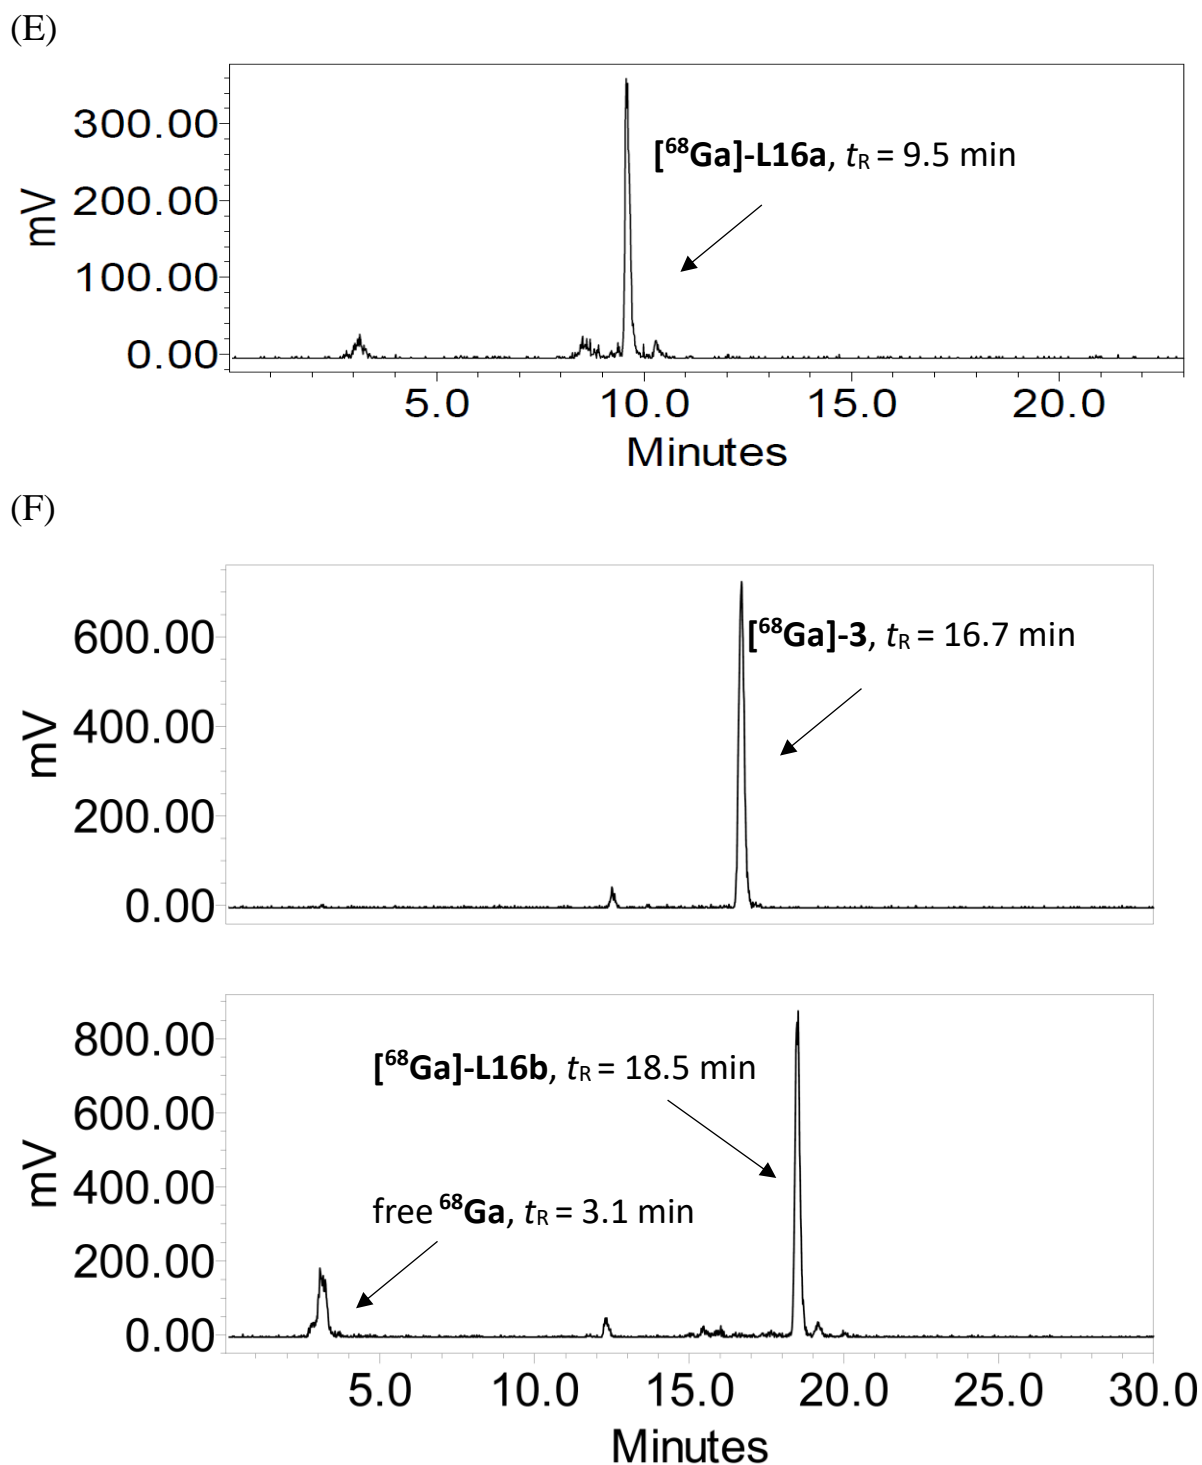 (E)
300.00
[⁶⁸Ga]-L16a, tR = 9.5 min
200.00
mV
100.00
0.00
5.0 10.0 15.0 20.0
Minutes
(F)
600.00
[⁶⁸Ga]-3, tR = 16.7 min
400.00
mV
200.00
0.00
800.00
[⁶⁸Ga]-L16b, tR = 18.5 min
600.00
mV
400.00
free ⁶⁸Ga, tR = 3.1 min
200.00
0.00
5.0 10.0 15.0 20.0 25.0 30.0
Minutes